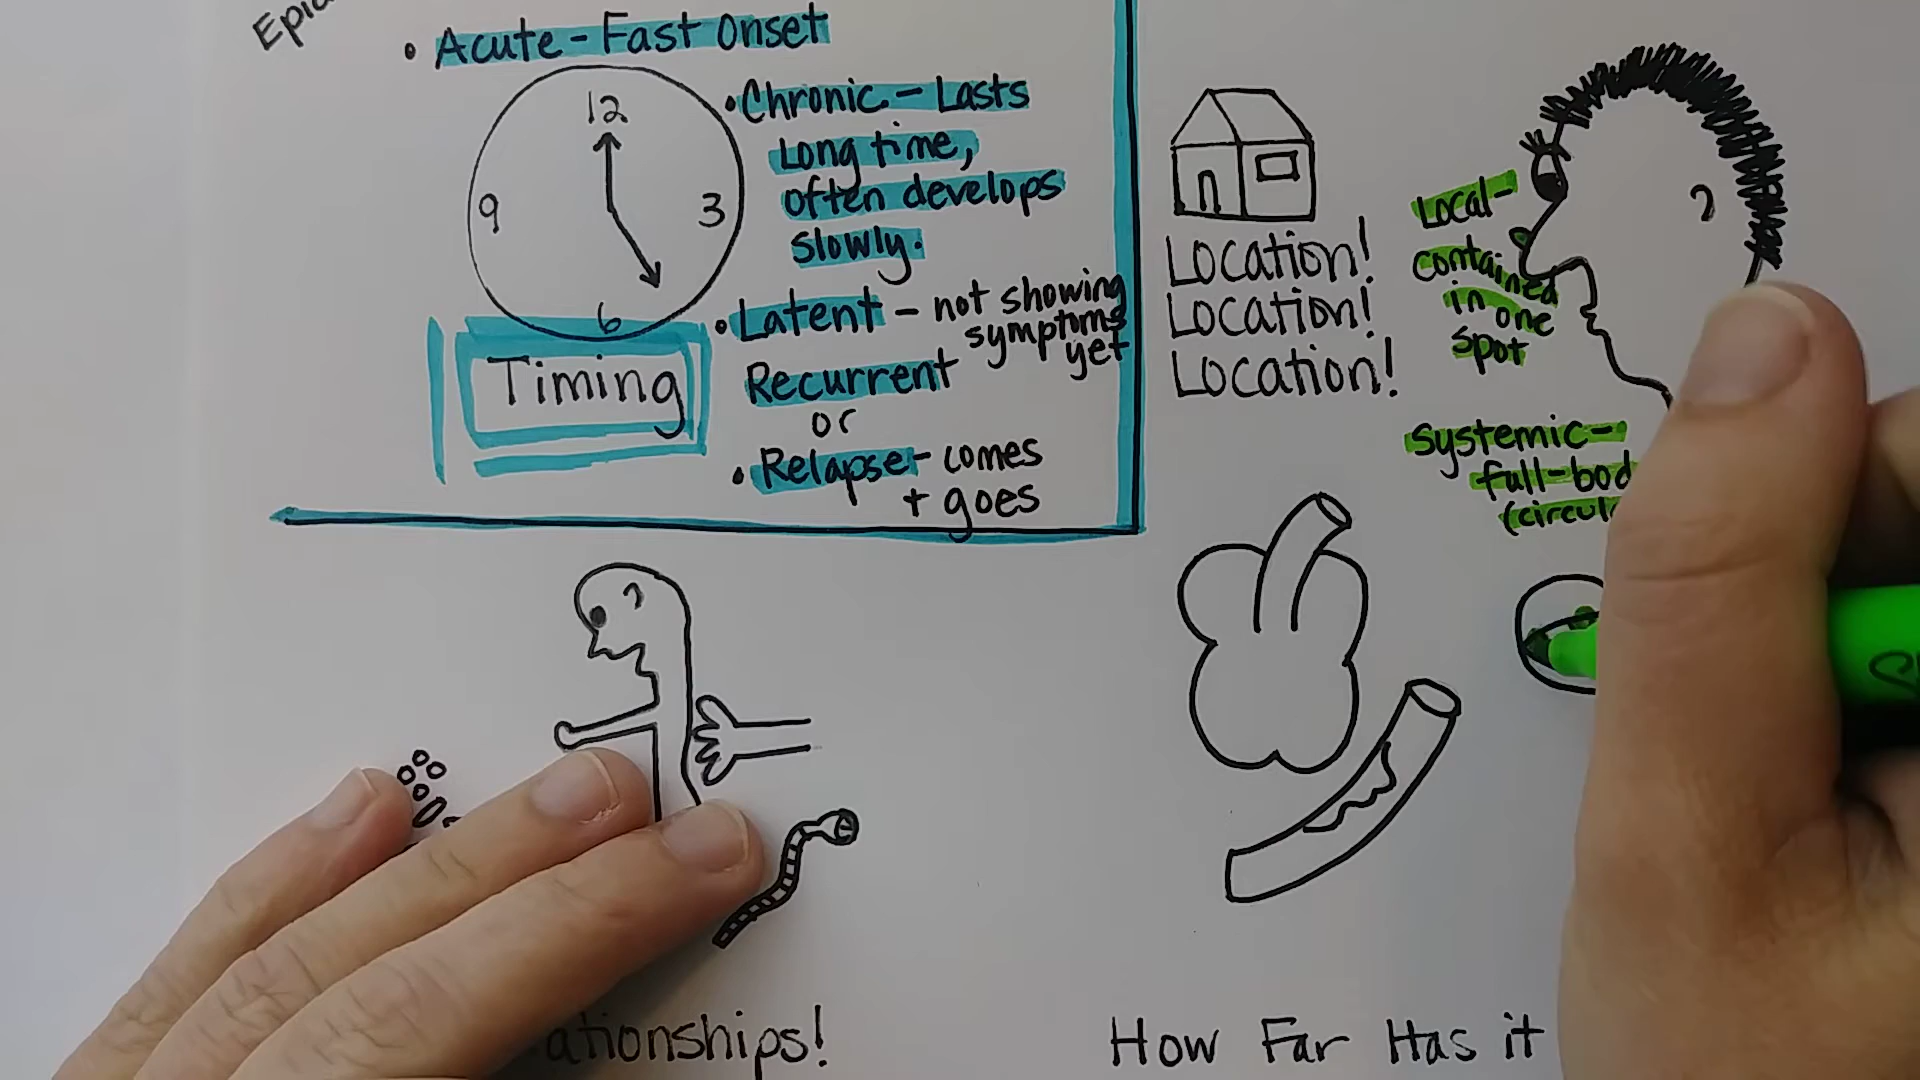 • Acute - Fast Onset
12
9
3
6
• Chronic - Lasts
Long time,
often develops
slowly.
• Latent - not showing
symptoms
yet
Recurrent
or
• Relapse - comes
+ goes
Timing
Location!
Location!
Location!
Local -
contained
in one
spot
Systemic -
How Far Has it